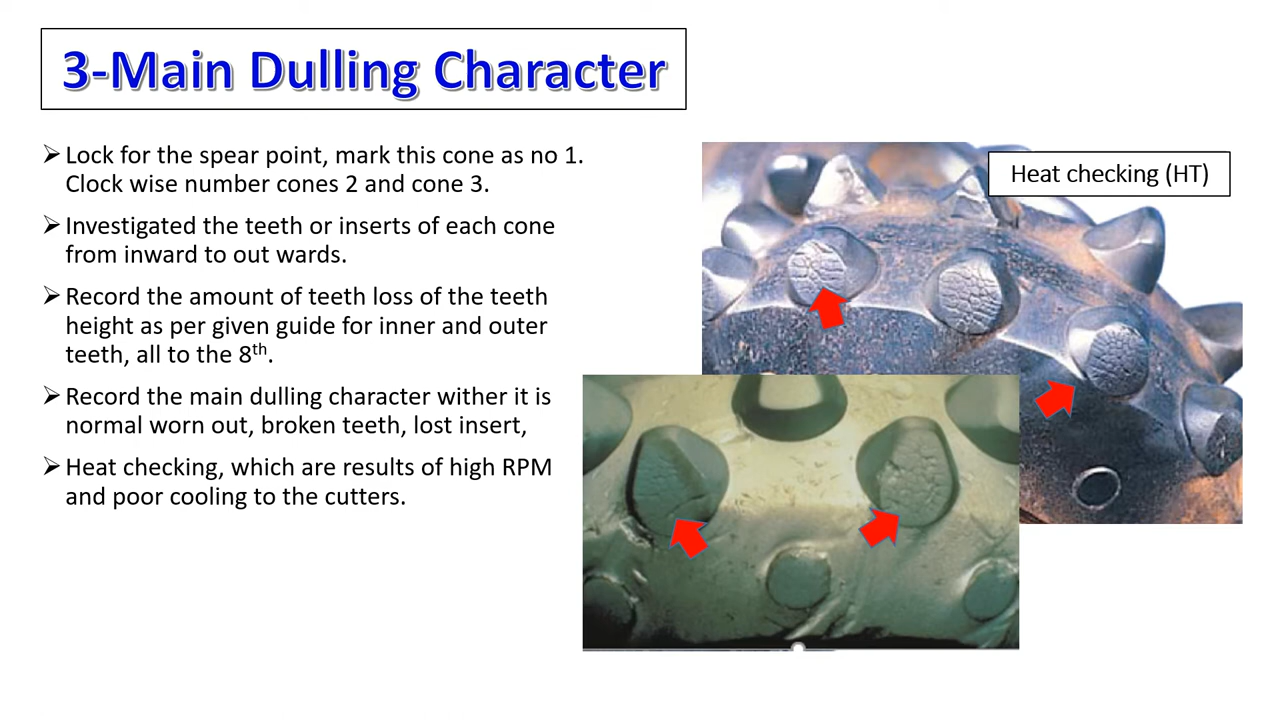 3-Main Dulling Character
➢ Lock for the spear point, mark this cone as no 1.
Clock wise number cones 2 and cone 3.
➢ Investigated the teeth or inserts of each cone
from inward to out wards.
➢ Record the amount of teeth loss of the teeth
height as per given guide for inner and outer
teeth, all to the 8th.
➢ Record the main dulling character wither it is
normal worn out, broken teeth, lost insert,
➢ Heat checking, which are results of high RPM
and poor cooling to the cutters.
Heat checking (HT)